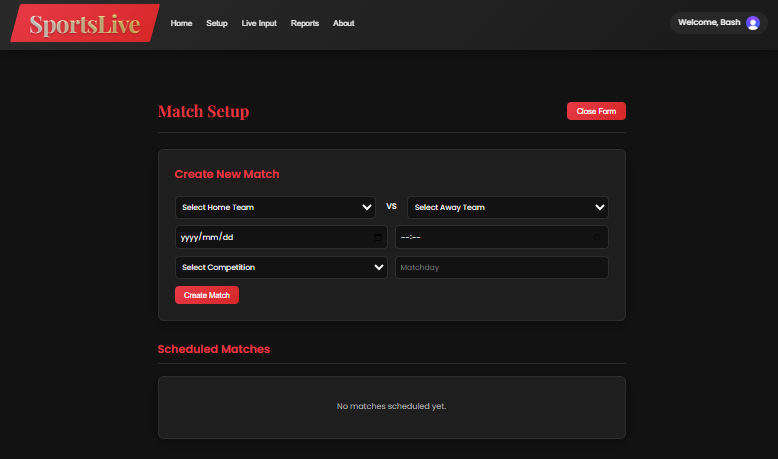 SportsLive Home Setup Live Input Reports About Welcome, Bash
Match Setup Close Form
Create New Match
Select Home Team VS Select Away Team
yyyy/mm/dd --:--
Select Competition Matchday
Create Match
Scheduled Matches
No matches scheduled yet.